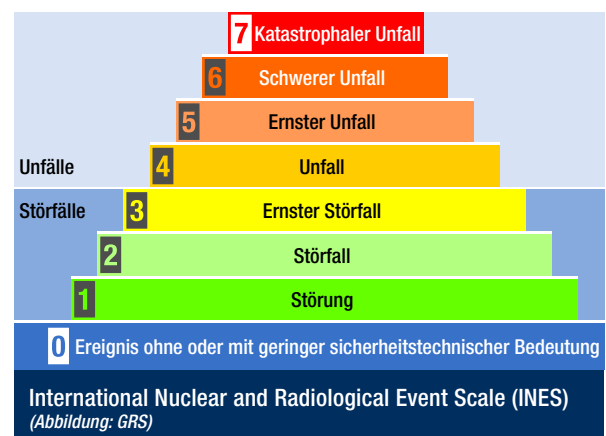 7 Katastrophaler Unfall
6 Schwerer Unfall
5 Ernster Unfall
Unfälle 4 Unfall
Störfälle 3 Ernster Störfall
2 Störfall
1 Störung
0 Ereignis ohne oder mit geringer sicherheitstechnischer Bedeutung
International Nuclear and Radiological Event Scale (INES)
(Abbildung: GRS)